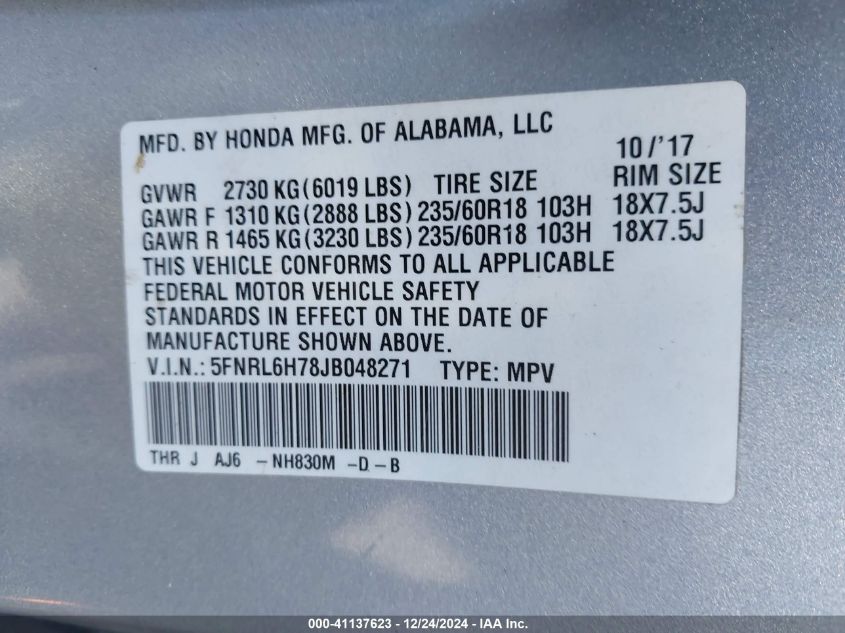 MFD. BY HONDA MFG. OF ALABAMA, LLC 10/'17
GVWR 2730 KG (6019 LBS) TIRE SIZE RIM SIZE
GAWR F 1310 KG (2888 LBS) 235/60R18 103H 18X7.5J
GAWR R 1465 KG (3230 LBS) 235/60R18 103H 18X7.5J
THIS VEHICLE CONFORMS TO ALL APPLICABLE
FEDERAL MOTOR VEHICLE SAFETY
STANDARDS IN EFFECT ON THE DATE OF
MANUFACTURE SHOWN ABOVE.
V.I.N.: 5FNRL6H78JB048271 TYPE: MPV
THR J AJ6 -NH830M -D-B
000-41137623 - 12/24/2024 - IAA Inc.